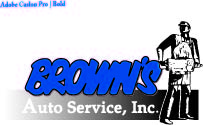 Adobe Caslon Pro | Bold
BROWN'S
Auto Service, Inc.